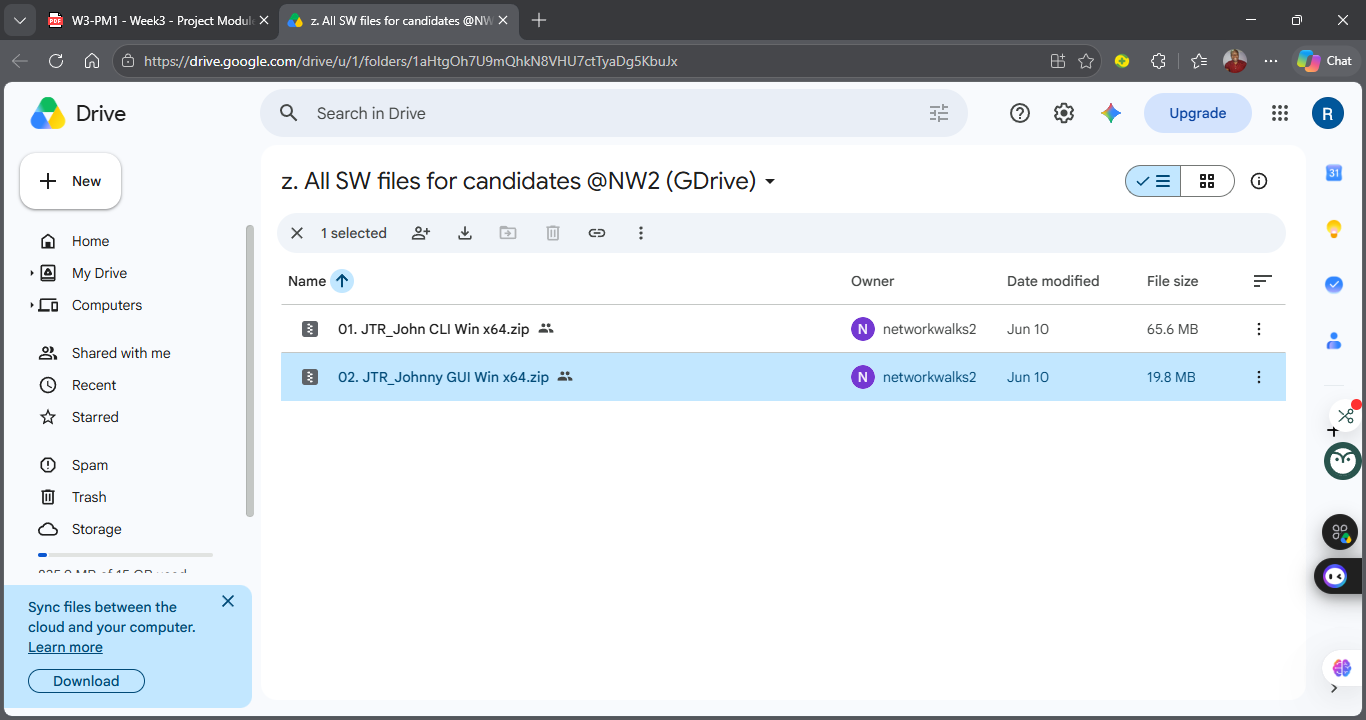 W3-PM1 - Week3 - Project Modul
z. All SW files for candidates @NW
https://drive.google.com/drive/u/1/folders/1aHtgOh7U9mQhkN8VHU7ctTyaDg5KbuJx
Chat
Drive
Search in Drive
Upgrade
R
New
z. All SW files for candidates @NW2 (GDrive)
31
1 selected
Home
My Drive
Computers
Shared with me
Recent
Starred
Spam
Trash
Storage
Name
Owner
Date modified
File size
01. JTR_John CLI Win x64.zip
N networkwalks2
Jun 10
65.6 MB
02. JTR_Johnny GUI Win x64.zip
N networkwalks2
Jun 10
19.8 MB
Sync files between the
cloud and your computer.
Learn more
Download